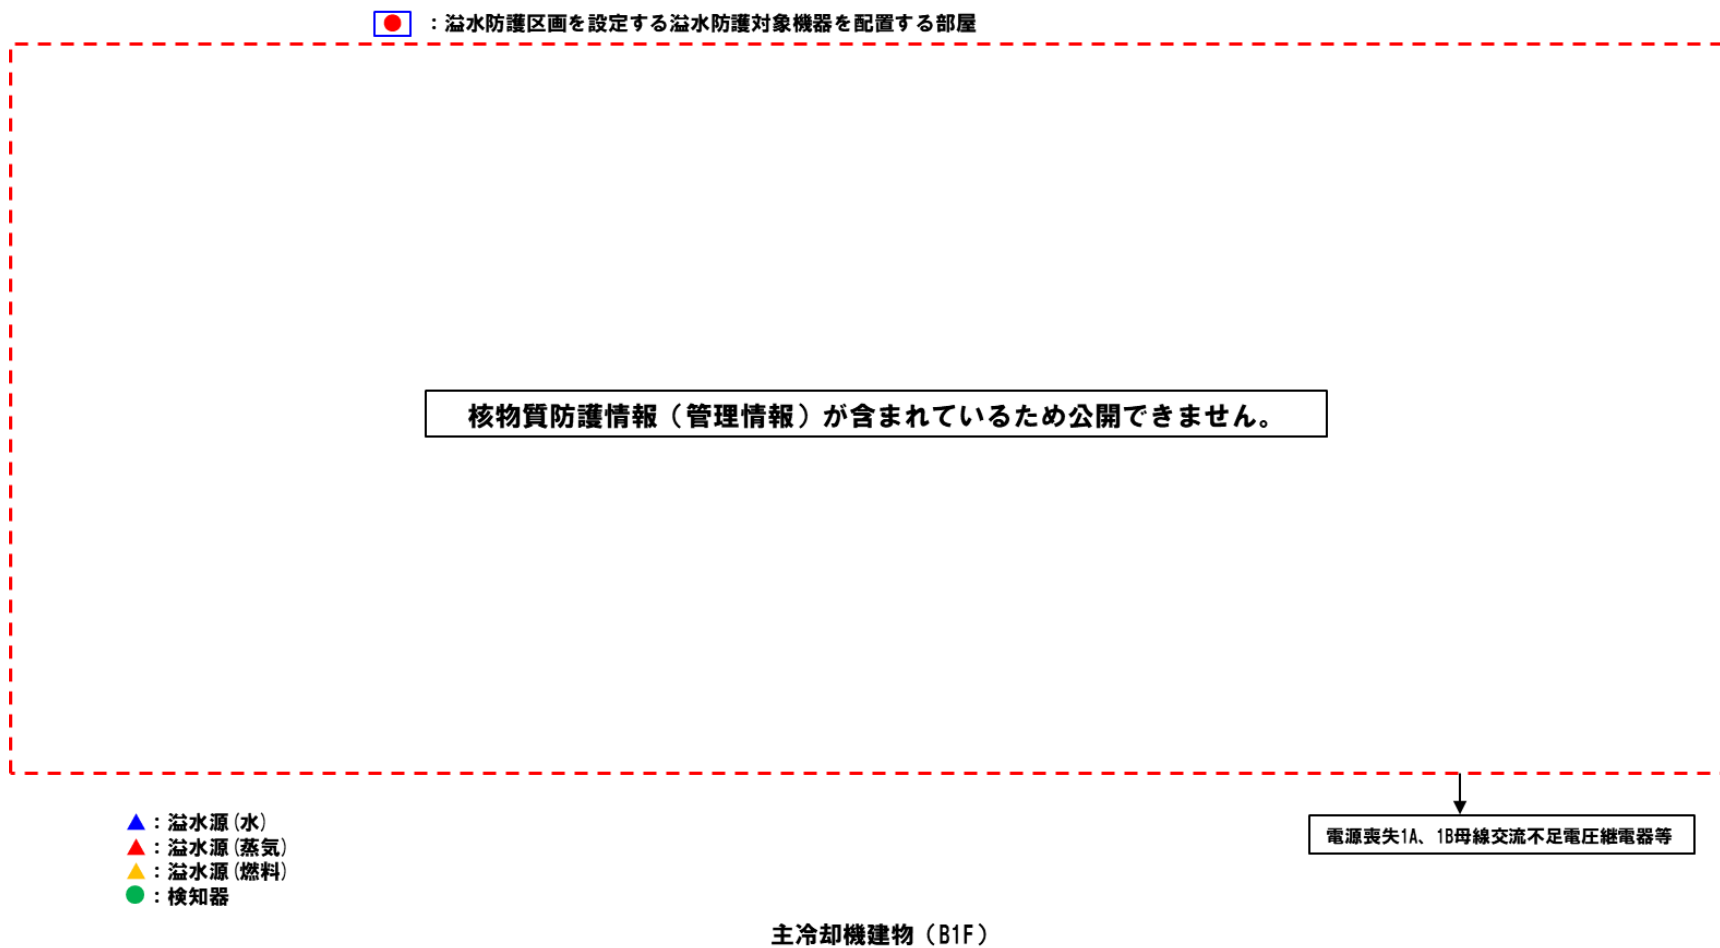 ：溢水防護区画を設定する溢水防護対象機器を配置する部屋
核物質防護情報（管理情報）が含まれているため公開できません。
電源喪失1A、1B母線交流不足電圧継電器等
：溢水源(水)
：溢水源(蒸気)
：溢水源(燃料)
：検知器
主冷却機建物（B1F）